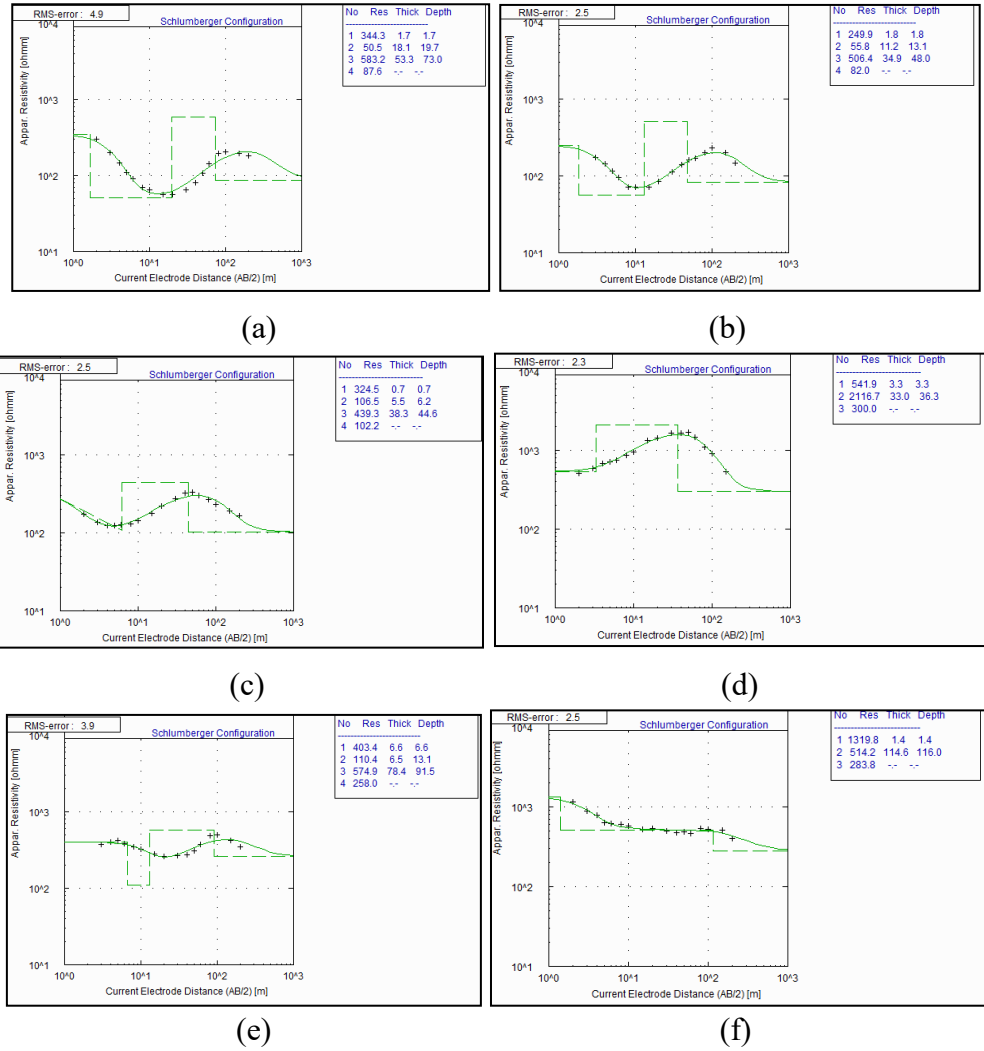 RMS-error : 4.9
Schlumberger Configuration
No Res Thick Depth
1 344.3 1.7 1.7
2 50.5 18.1 19.7
3 583.2 53.3 73.0
4 87.6 -.- -.-
Appar. Resistivity [ohmm]
10^4
10^3
10^2
10^1
10^0 10^1 10^2 10^3
Current Electrode Distance (AB/2) [m]
(a)
RMS-error : 2.5
Schlumberger Configuration
No Res Thick Depth
1 249.9 1.8 1.8
2 55.8 11.2 13.1
3 506.4 34.9 48.0
4 82.0 -.- -.-
Appar. Resistivity [ohmm]
10^4
10^3
10^2
10^1
10^0 10^1 10^2 10^3
Current Electrode Distance (AB/2) [m]
(b)
RMS-error : 2.5
Schlumberger Configuration
No Res Thick Depth
1 324.5 0.7 0.7
2 106.5 5.5 6.2
3 439.3 38.3 44.6
4 102.2 -.- -.-
Appar. Resistivity [ohmm]
10^4
10^3
10^2
10^1
10^0 10^1 10^2 10^3
Current Electrode Distance (AB/2) [m]
(c)
RMS-error : 2.3
Schlumberger Configuration
No Res Thick Depth
1 541.9 3.3 3.3
2 2116.7 33.0 36.3
3 300.0 -.- -.-
Appar. Resistivity [ohmm]
10^4
10^3
10^2
10^1
10^0 10^1 10^2 10^3
Current Electrode Distance (AB/2) [m]
(d)
RMS-error : 3.9
Schlumberger Configuration
No Res Thick Depth
1 403.4 6.6 6.6
2 110.4 6.5 13.1
3 574.9 78.4 91.5
4 258.0 -.- -.-
Appar. Resistivity [ohmm]
10^4
10^3
10^2
10^1
10^0 10^1 10^2 10^3
Current Electrode Distance (AB/2) [m]
(e)
RMS-error : 2.5
Schlumberger Configuration
No Res Thick Depth
1 1319.8 1.4 1.4
2 514.2 114.6 116.0
3 283.8 -.- -.-
Appar. Resistivity [ohmm]
10^4
10^3
10^2
10^1
10^0 10^1 10^2 10^3
Current Electrode Distance (AB/2) [m]
(f)